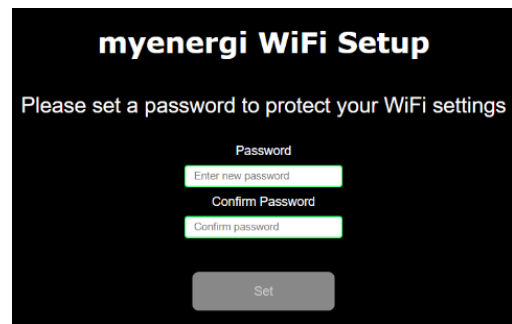 myenergi WiFi Setup
Please set a password to protect your WiFi settings
Password
Enter new password
Confirm Password
Confirm password
Set